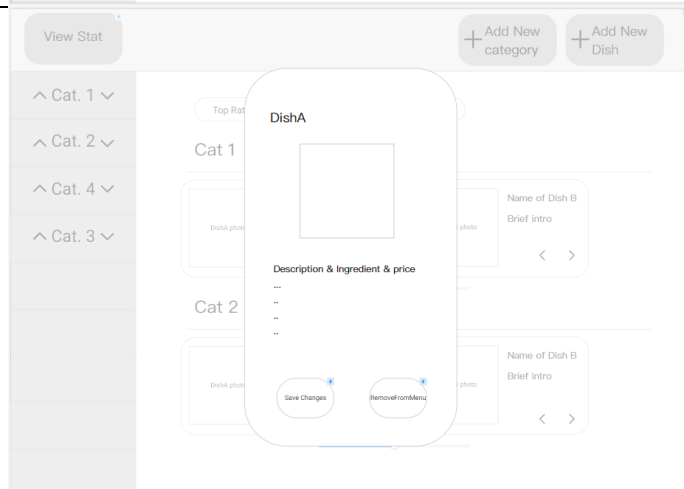 View Stat
Add New
category
Add New
Dish
Cat. 1
Cat. 2
Cat. 4
Cat. 3
Top Rat
Cat 1
DishA photo
photo
Name of Dish B
Brief intro
Cat 2
DishA photo
photo
Name of Dish B
Brief intro
DishA
Description & Ingredient & price
...
..
..
..
Save Changes
RemoveFromMenu